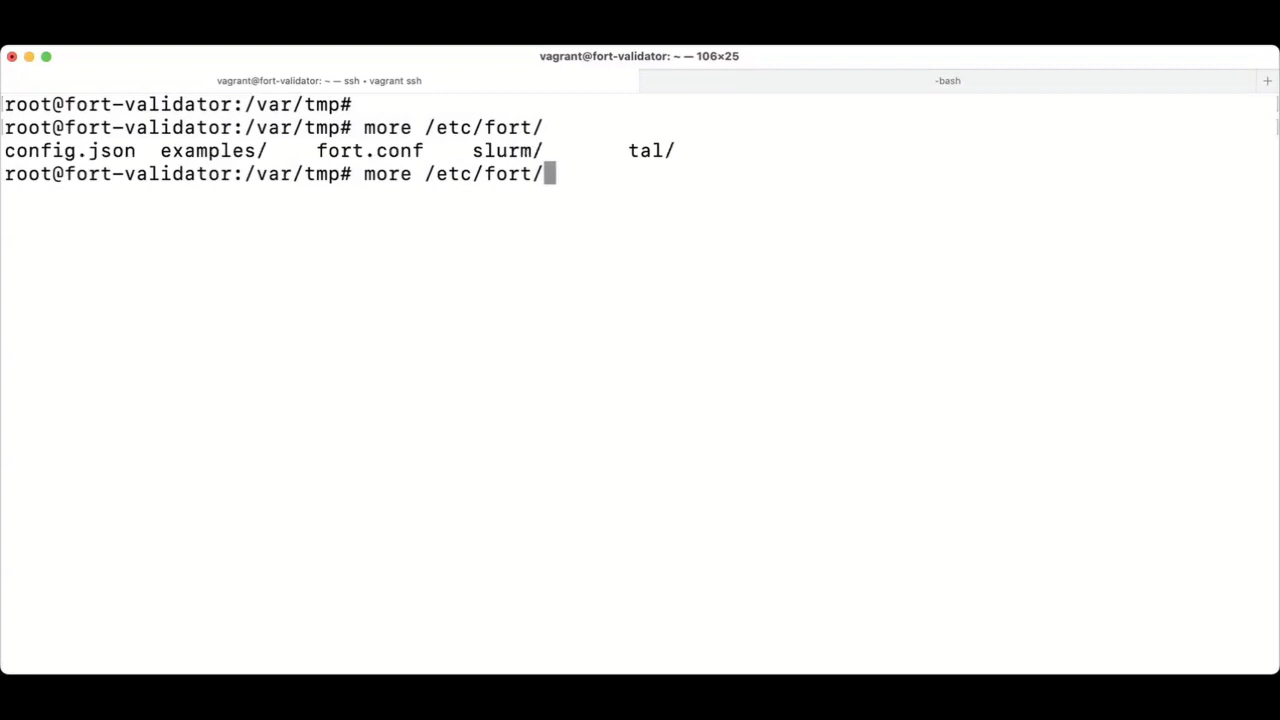 vagrant@fort-validator: ~ — 106×25
vagrant@fort-validator: ~ — ssh • vagrant ssh
-bash
+
root@fort-validator:/var/tmp#
root@fort-validator:/var/tmp# more /etc/fort/
config.json  examples/    fort.conf    slurm/       tal/
root@fort-validator:/var/tmp# more /etc/fort/